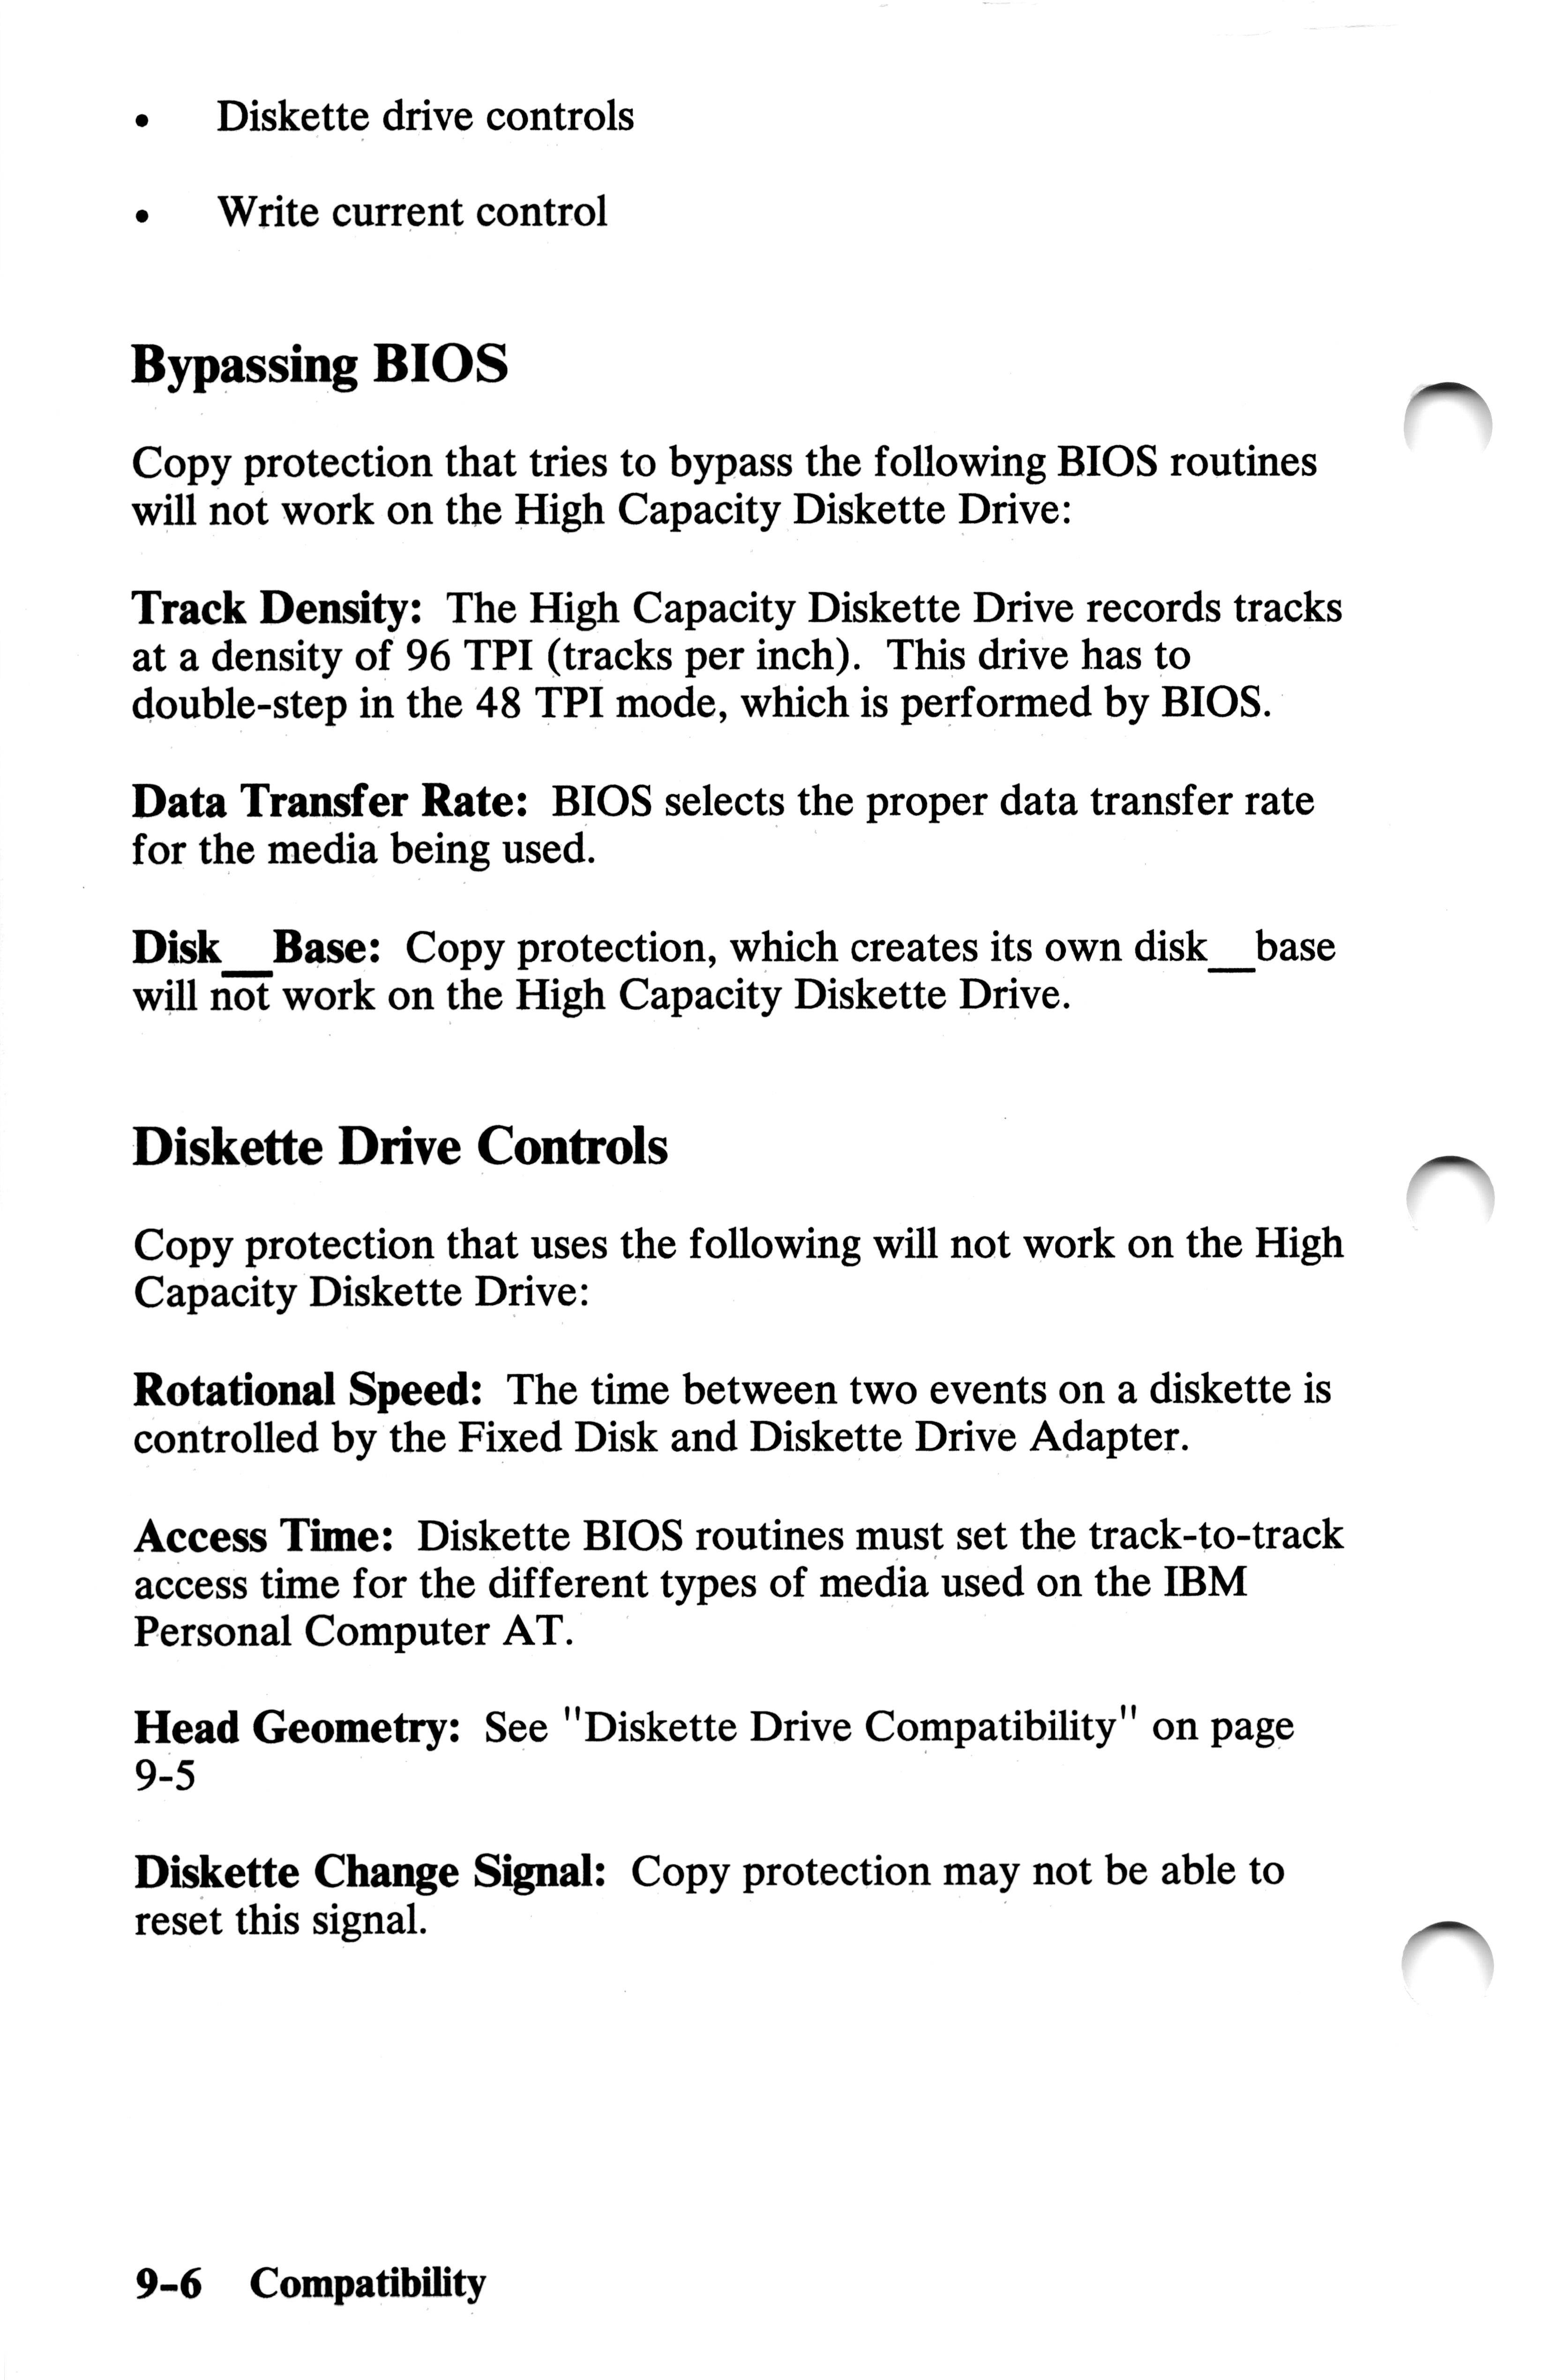 • Diskette drive controls
• Write current control
Bypassing BIOS
Copy protection that tries to bypass the following BIOS routines
will not work on the High Capacity Diskette Drive:
Track Density: The High Capacity Diskette Drive records tracks
at a density of 96 TPI (tracks per inch). This drive has to
double-step in the 48 TPI mode, which is performed by BIOS.
Data Transfer Rate: BIOS selects the proper data transfer rate
for the media being used.
Disk_Base: Copy protection, which creates its own disk_base
will not work on the High Capacity Diskette Drive.
Diskette Drive Controls
Copy protection that uses the following will not work on the High
Capacity Diskette Drive:
Rotational Speed: The time between two events on a diskette is
controlled by the Fixed Disk and Diskette Drive Adapter.
Access Time: Diskette BIOS routines must set the track-to-track
access time for the different types of media used on the IBM
Personal Computer AT.
Head Geometry: See "Diskette Drive Compatibility" on page
9-5
Diskette Change Signal: Copy protection may not be able to
reset this signal.
9-6 Compatibility